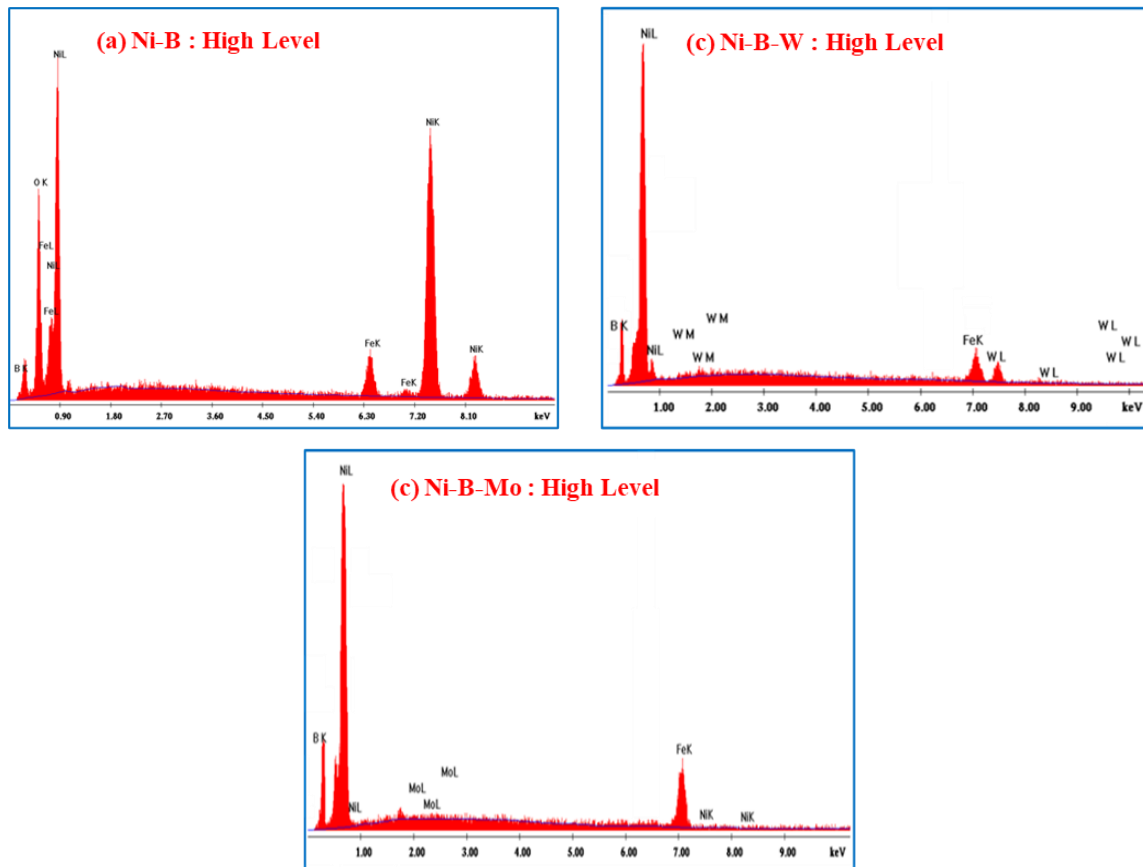 (a) Ni-B : High Level
NiL
NiK
O K
FeL
NiL
FeL
B K
FeK
FeK
NiK
0.90 1.80 2.70 3.60 4.50 5.40 6.30 7.20 8.10 keV
(c) Ni-B-W : High Level
NiL
B K
W M
W M
NiL
W M
FeK
W L
W L
W L
W L
W L
1.00 2.00 3.00 4.00 5.00 6.00 7.00 8.00 9.00 keV
(c) Ni-B-Mo : High Level
NiL
B K
NiL
MoL
MoL
MoL
FeK
NiK
NiK
1.00 2.00 3.00 4.00 5.00 6.00 7.00 8.00 9.00 keV